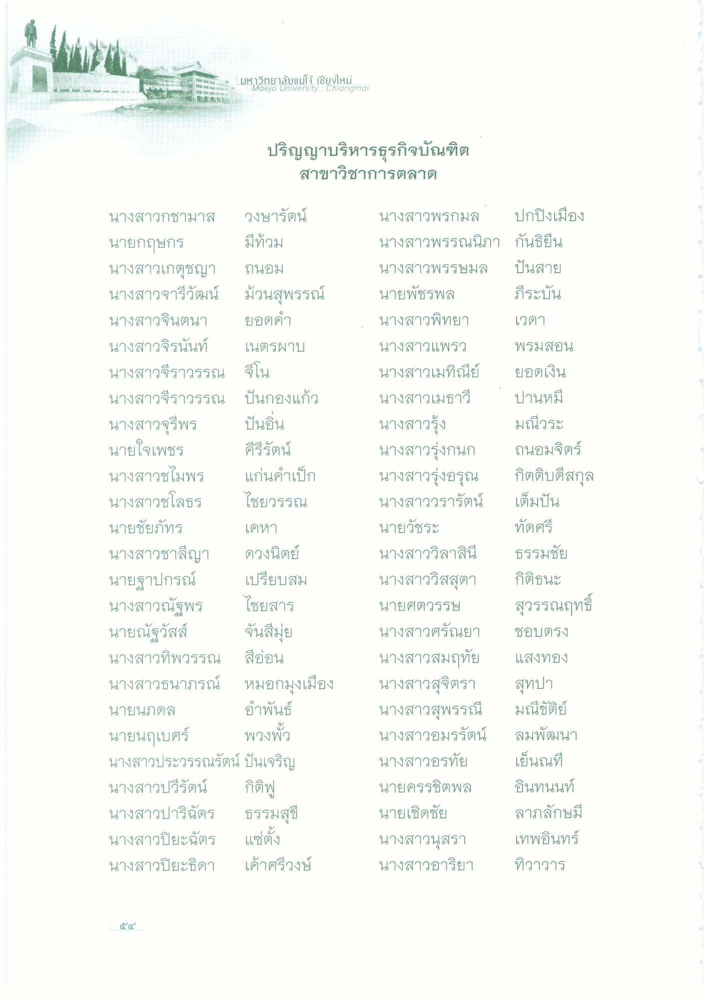 มหาวิทยาลัยแม่โจ้ เชียงใหม่
Maejo University : Chiangmai
ปริญญาบริหารธุรกิจบัณฑิต
สาขาวิชาการตลาด
นางสาวกชามาส วงษารัตน์
นายกฤษกร มีท้วม
นางสาวเกตุชญา ถนอม
นางสาวจารีวัฒน์ ม้วนสุพรรณ์
นางสาวจินตนา ยอดคำ
นางสาวจิรนันท์ เนตรผาบ
นางสาวจีราวรรณ จีโน
นางสาวจีราวรรณ ปันกองแก้ว
นางสาวจุรีพร ปันอิ่น
นายใจเพชร คีรีรัตน์
นางสาวชไมพร แก่นคำเป็ก
นางสาวชโลธร ไชยวรรณ
นายชัยภัทร เคหา
นางสาวชาลีญา ดวงนิตย์
นายฐาปกรณ์ เปรียบสม
นางสาวณัฐพร ไชยสาร
นายณัฐวัสส์ จันสีมุ่ย
นางสาวทิพวรรณ สีอ่อน
นางสาวธนาภรณ์ หมอกมุงเมือง
นายนภดล อำพันธ์
นายนฤเบศร์ พวงพั้ว
นางสาวประวรรณรัตน์ ปันเจริญ
นางสาวปวีรัตน์ กิติฟู
นางสาวปาริฉัตร ธรรมสุขี
นางสาวปิยะฉัตร แซ่ตั้ง
นางสาวปิยะธิดา เค้าศรีวงษ์
นางสาวพรกมล ปกปิงเมือง
นางสาวพรรณนิภา กันธิยืน
นางสาวพรรษมล ปันสาย
นายพัชรพล ภีระบัน
นางสาวพิทยา เวดา
นางสาวแพรว พรมสอน
นางสาวเมทิณีย์ ยอดเงิน
นางสาวเมธาวี ปานหมี
นางสาวรุ้ง มณีวระ
นางสาวรุ่งกนก ถนอมจิตร์
นางสาวรุ่งอรุณ กิตติบดีสกุล
นางสาววรารัตน์ เต็มปัน
นายวัชระ ทัดศรี
นางสาววิลาสินี ธรรมชัย
นางสาววิสสุตา กิติธนะ
นายศตวรรษ สุวรรณฤทธิ์
นางสาวศรัณยา ชอบตรง
นางสาวสมฤทัย แสงทอง
นางสาวสุจิตรา สุทปา
นางสาวสุพรรณี มณีขัติย์
นางสาวอมรรัตน์ ลมพัฒนา
นางสาวอรทัย เย็นณที
นายครรชิตพล อินทนนท์
นายเชิดชัย ลาภลักษมี
นางสาวนุสรา เทพอินทร์
นางสาวอาริยา ทิวาวาร
๕๔